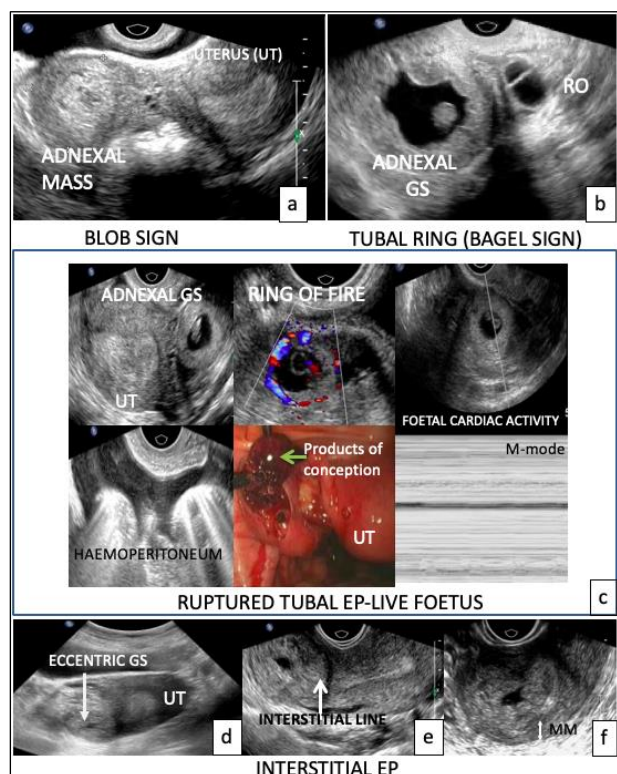 UTERUS (UT)
ADNEXAL
MASS
a
RO
ADNEXAL
GS
b
BLOB SIGN
TUBAL RING (BAGEL SIGN)
ADNEXAL GS
UT
RING OF FIRE
FOETAL CARDIAC ACTIVITY
HAEMOPERITONEUM
Products of
conception
UT
M-mode
c
RUPTURED TUBAL EP-LIVE FOETUS
ECCENTRIC GS
UT
d
INTERSTITIAL LINE
e
MM
f
INTERSTITIAL EP